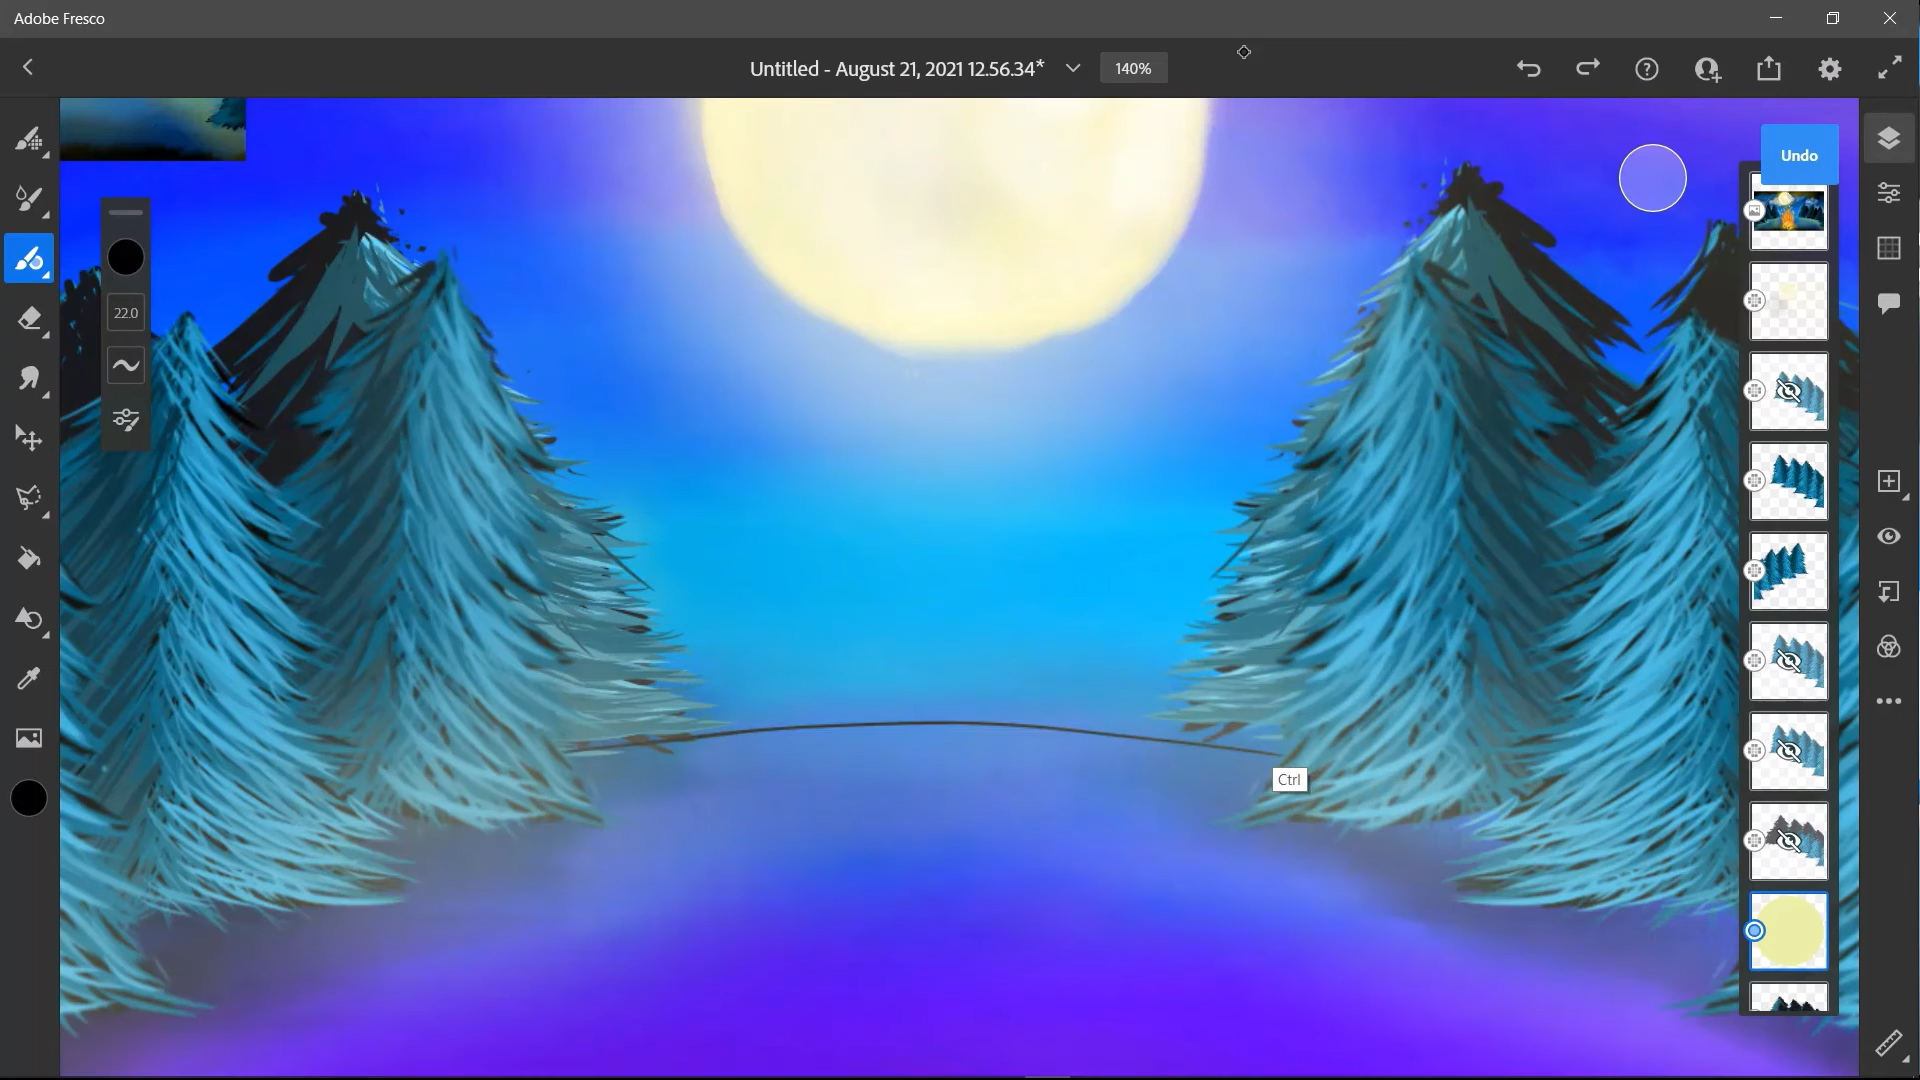 Adobe Fresco
Untitled - August 21, 2021 12.56.34*
140%
Undo
22.0
Ctrl